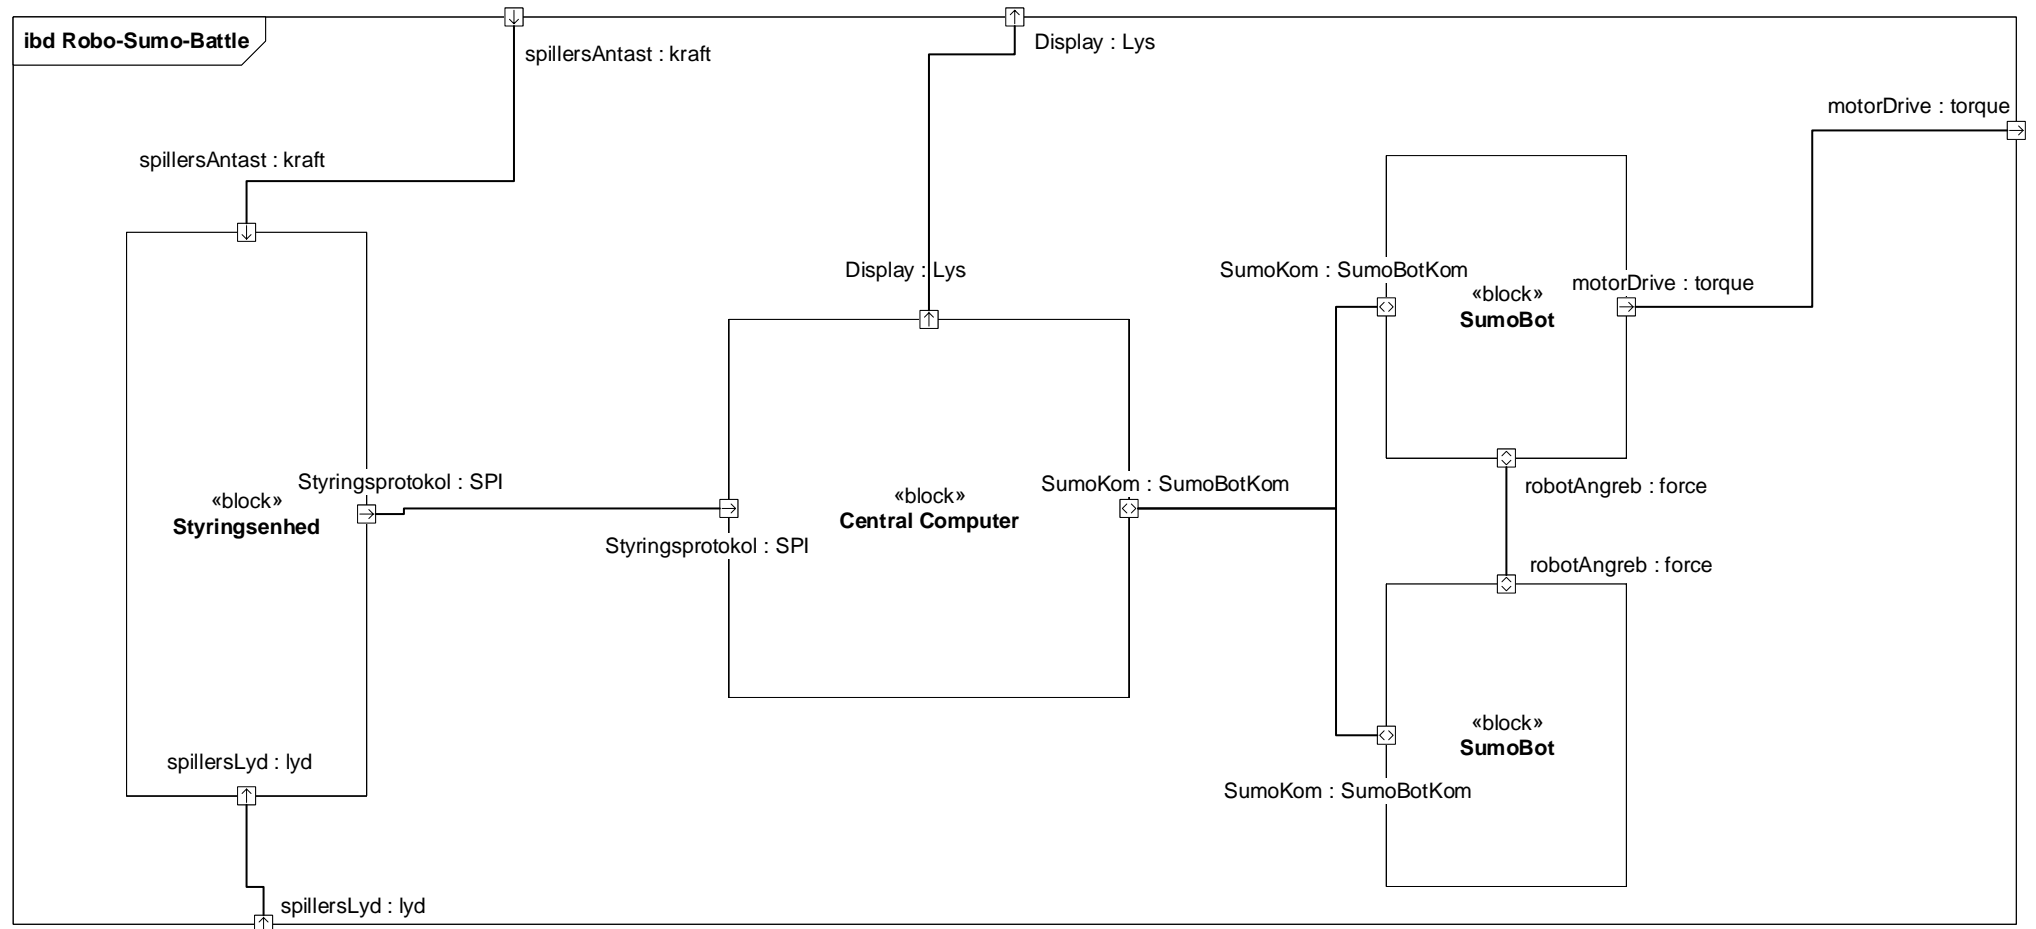 ibd Robo-Sumo-Battle
spillersAntast : kraft
Display : Lys
motorDrive : torque
spillersAntast : kraft
Display : Lys
SumoKom : SumoBotKom
motorDrive : torque
«block»
SumoBot
Styringsprotokol : SPI
«block»
Styringsenhed
«block»
Central Computer
SumoKom : SumoBotKom
robotAngreb : force
Styringsprotokol : SPI
robotAngreb : force
«block»
SumoBot
spillersLyd : lyd
SumoKom : SumoBotKom
spillersLyd : lyd